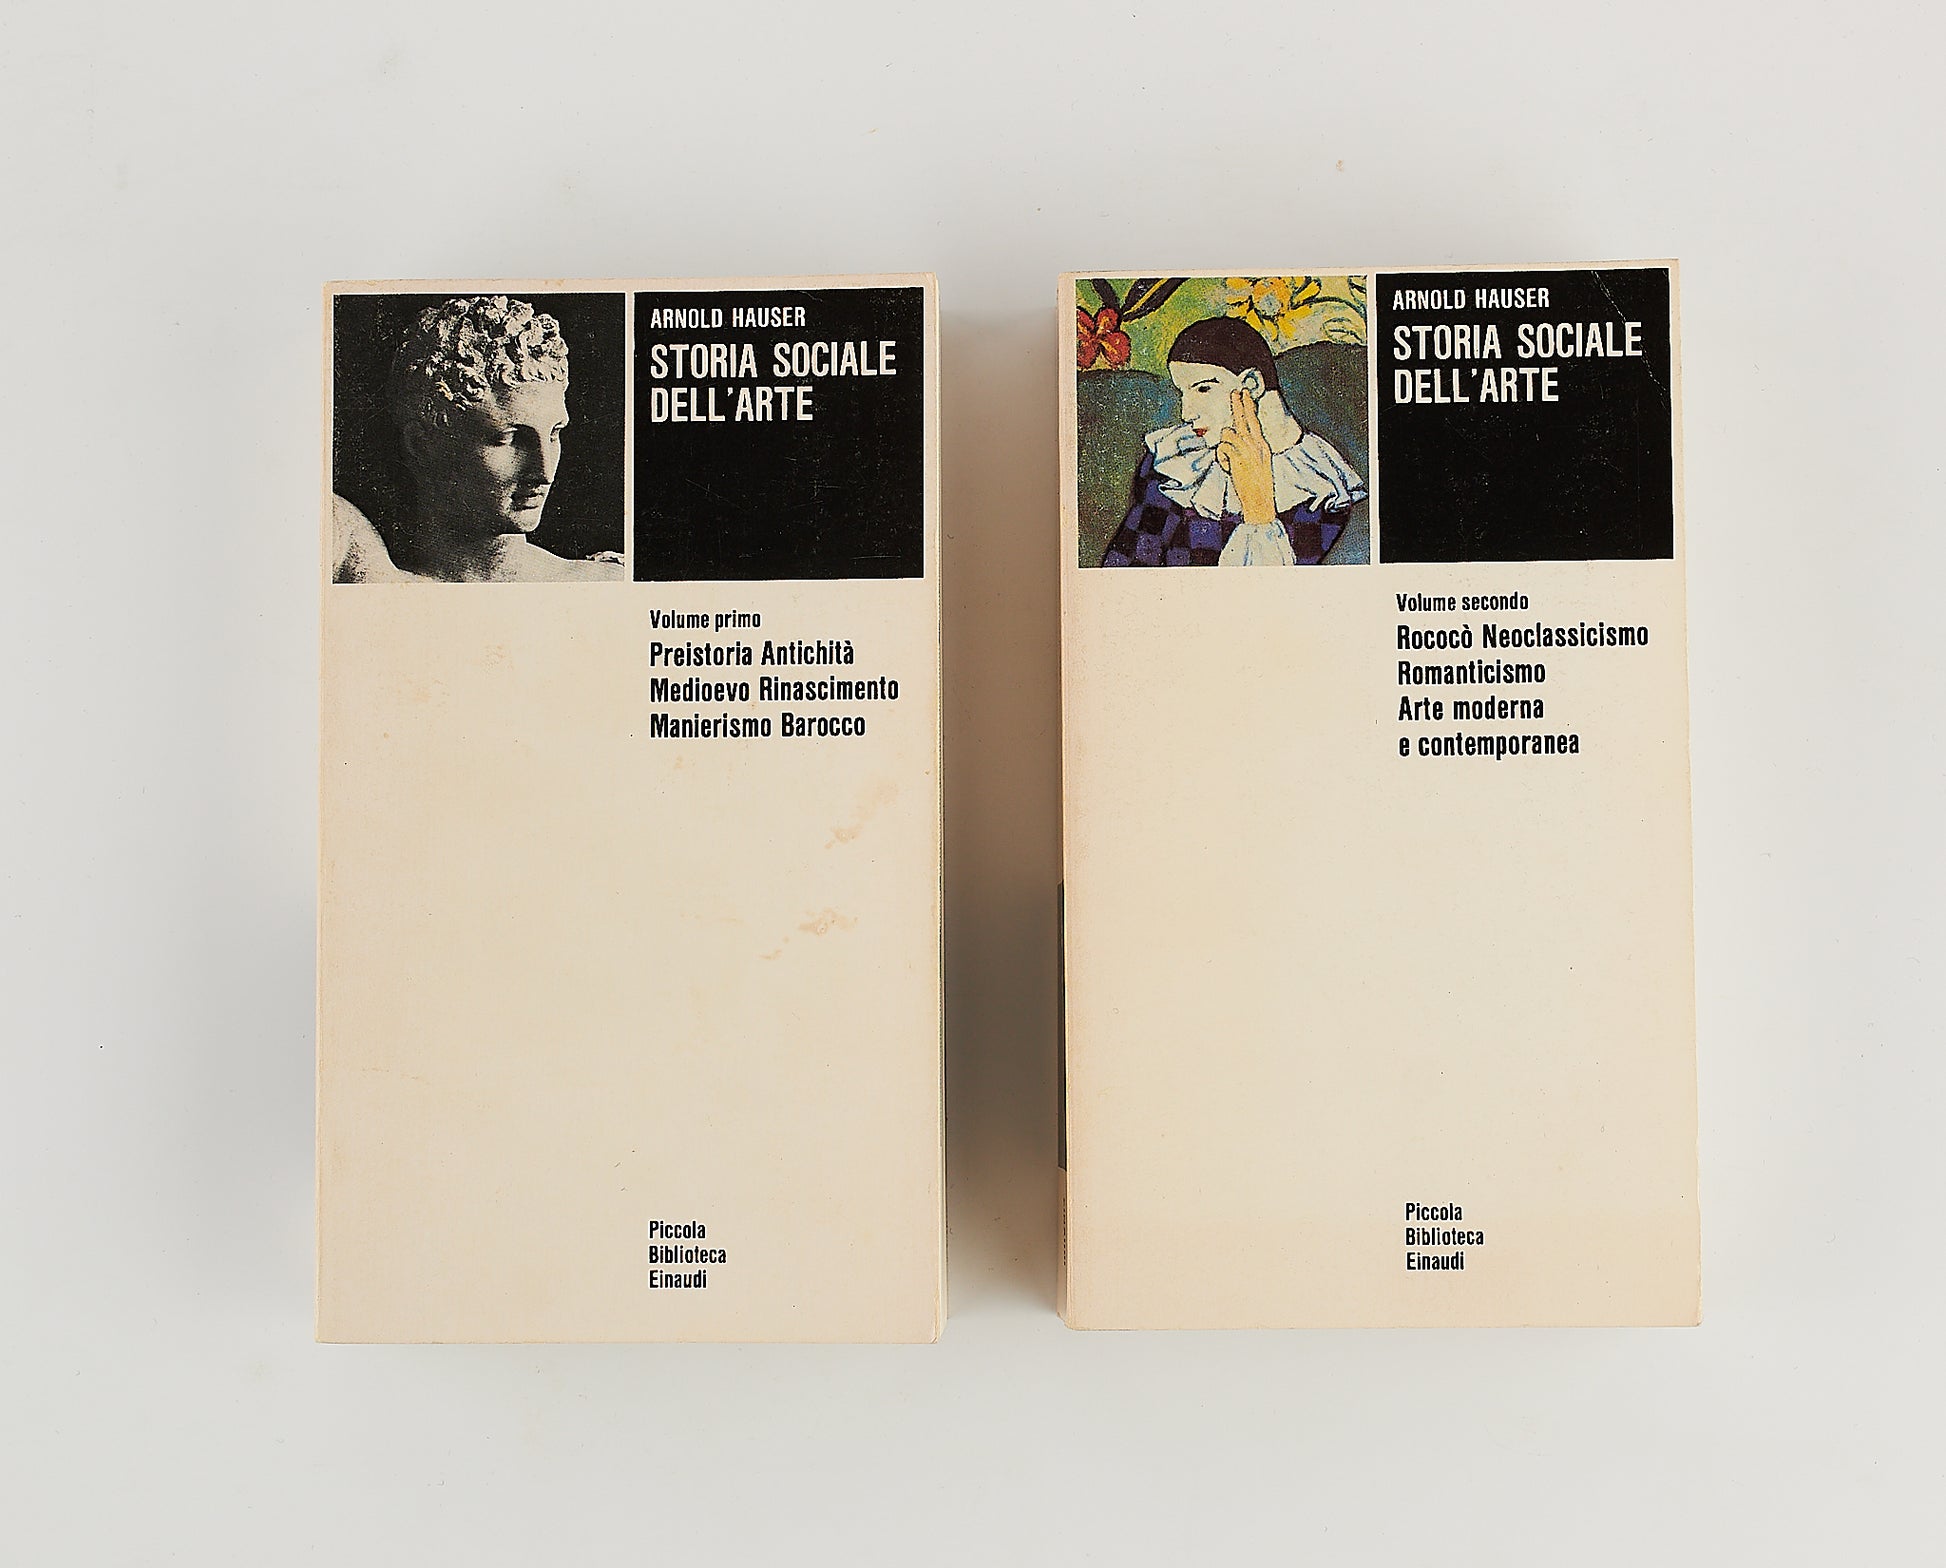 ARNOLD HAUSER
STORIA SOCIALE
DELL'ARTE
Volume primo
Preistoria Antichità
Medioevo Rinascimento
Manierismo Barocco
Piccola
Biblioteca
Einaudi
ARNOLD HAUSER
STORIA SOCIALE
DELL'ARTE
Volume secondo
Rococò Neoclassicismo
Romanticismo
Arte moderna
e contemporanea
Piccola
Biblioteca
Einaudi